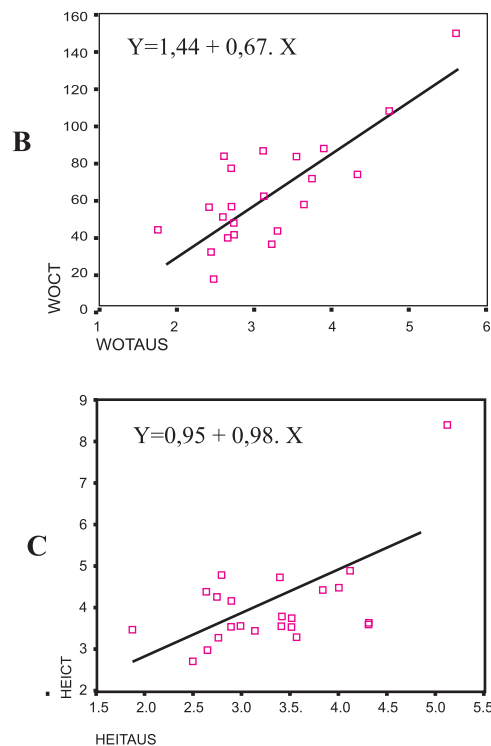 160
Y=1,44 + 0,67. X
140
120
100
B
80
60
40
20
0
WOCT
1 2 3 4 5 6
WOTAUS
9
Y=0,95 + 0,98. X
8
7
6
C
5
4
3
2
HEICT
1.5 2.0 2.5 3.0 3.5. 4.0 4.5 5.0 5.5
HEITAUS